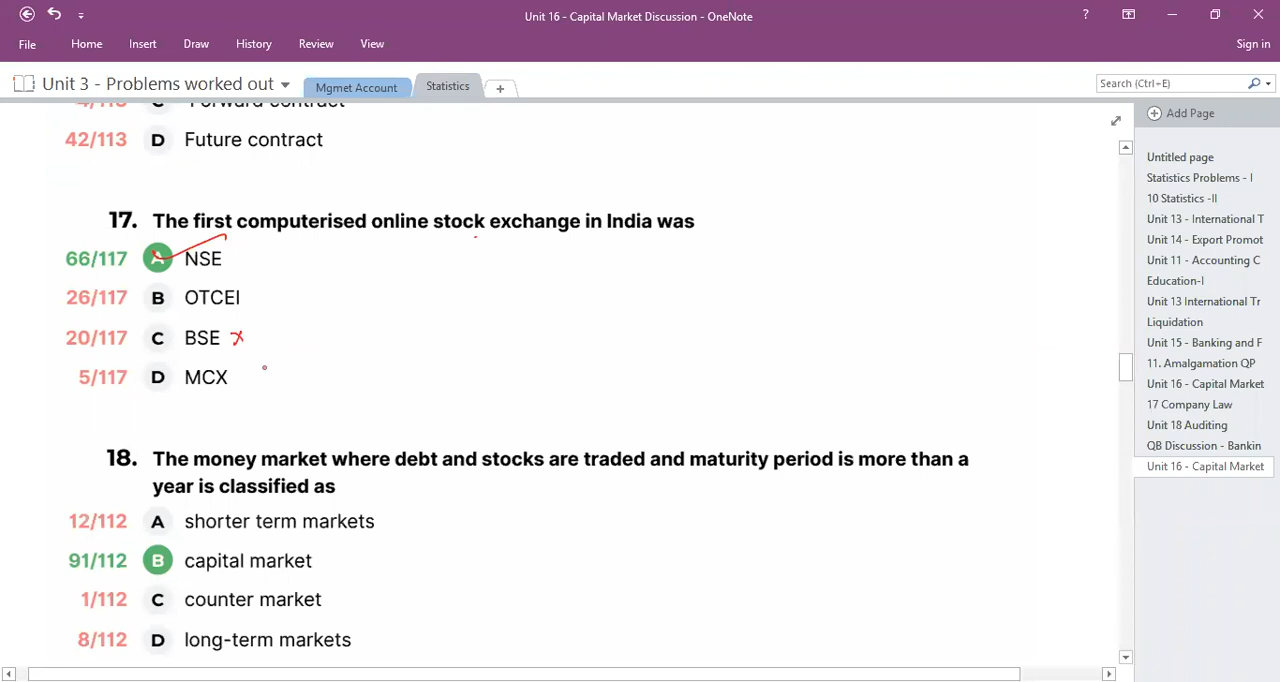 Unit 16 - Capital Market Discussion - OneNote
?
File Home Insert Draw History Review View
Sign in
Unit 3 - Problems worked out Mgmet Account Statistics +
Search (Ctrl+E)
Add Page
4/113 C Forward contract
42/113 D Future contract
17. The first computerised online stock exchange in India was
66/117 A NSE
26/117 B OTCEI
20/117 C BSE x
5/117 D MCX
18. The money market where debt and stocks are traded and maturity period is more than a
year is classified as
12/112 A shorter term markets
91/112 B capital market
1/112 C counter market
8/112 D long-term markets
Untitled page
Statistics Problems - I
10 Statistics -II
Unit 13 - International T
Unit 14 - Export Promot
Unit 11 - Accounting C
Education-I
Unit 13 International Tr
Liquidation
Unit 15 - Banking and F
11. Amalgamation QP
Unit 16 - Capital Market
17 Company Law
Unit 18 Auditing
QB Discussion - Bankin
Unit 16 - Capital Market